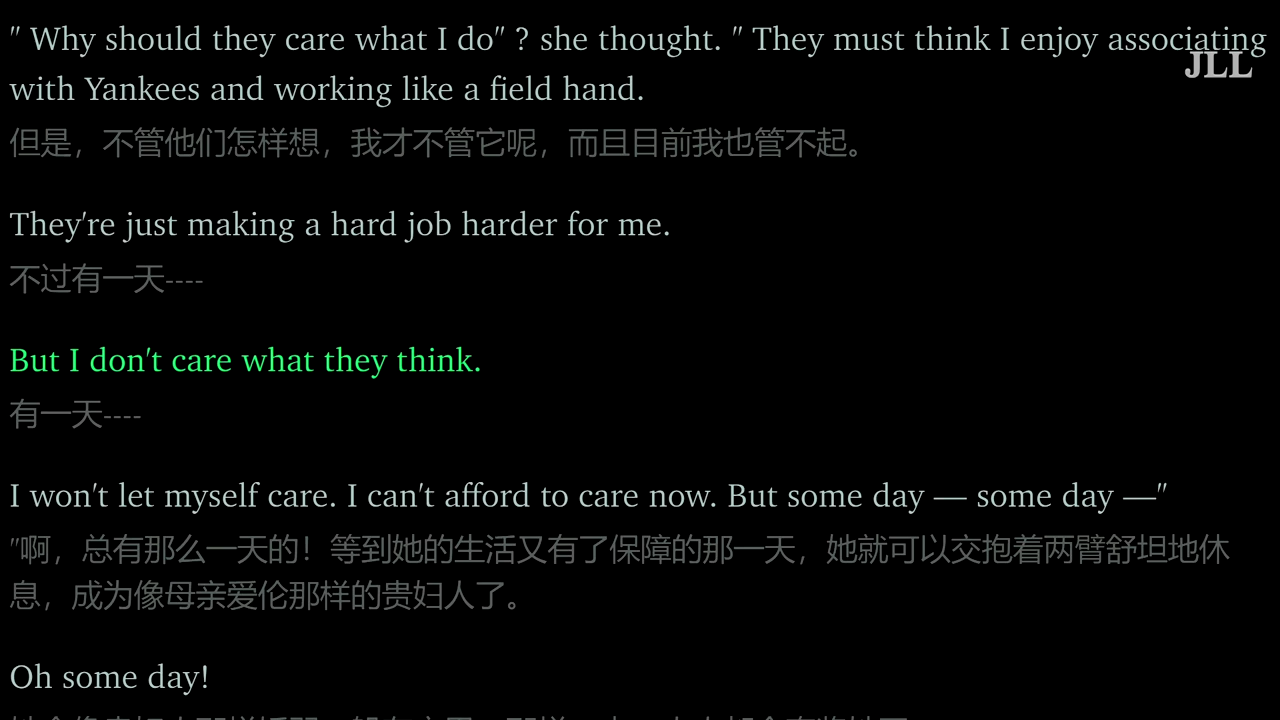 " Why should they care what I do" ? she thought. " They must think I enjoy associating
JLL
with Yankees and working like a field hand.
但是，不管他们怎样想，我才不管它呢，而且目前我也管不起。
They're just making a hard job harder for me.
不过有一天----
But I don't care what they think.
有一天----
I won't let myself care. I can't afford to care now. But some day — some day —"
"啊，总有那么一天的！等到她的生活又有了保障的那一天，她就可以交抱着两臂舒坦地休
息，成为像母亲爱伦那样的贵妇人了。
Oh some day!